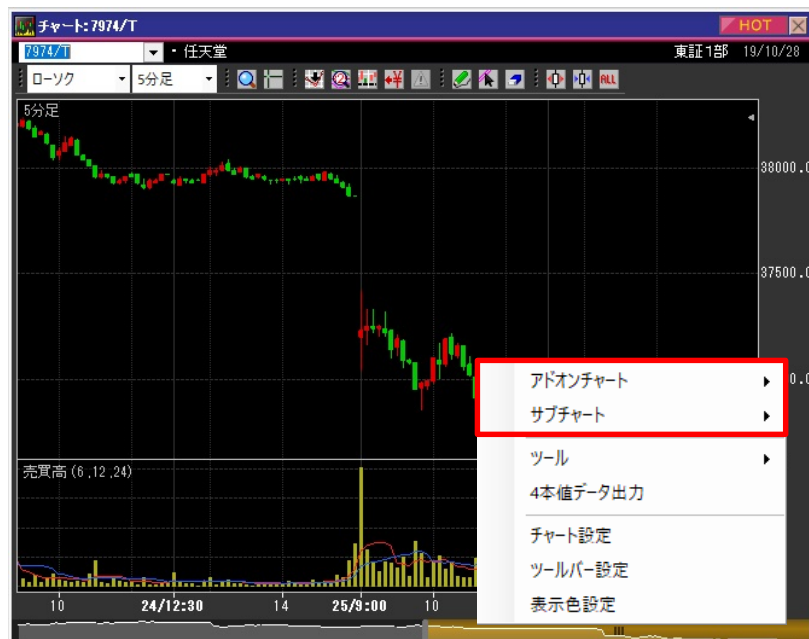 チャート:7974/T
HOT
7974/T ・ 任天堂 東証1部 19/10/28
ローソク 5分足 ALL
5分足
38000.0
37500.0
アドオンチャート
0.0
サブチャート
ツール
4本値データ出力
チャート設定
ツールバー設定
表示色設定
売買高(6,12,24)
10 24/12:30 14 25/9:00 10